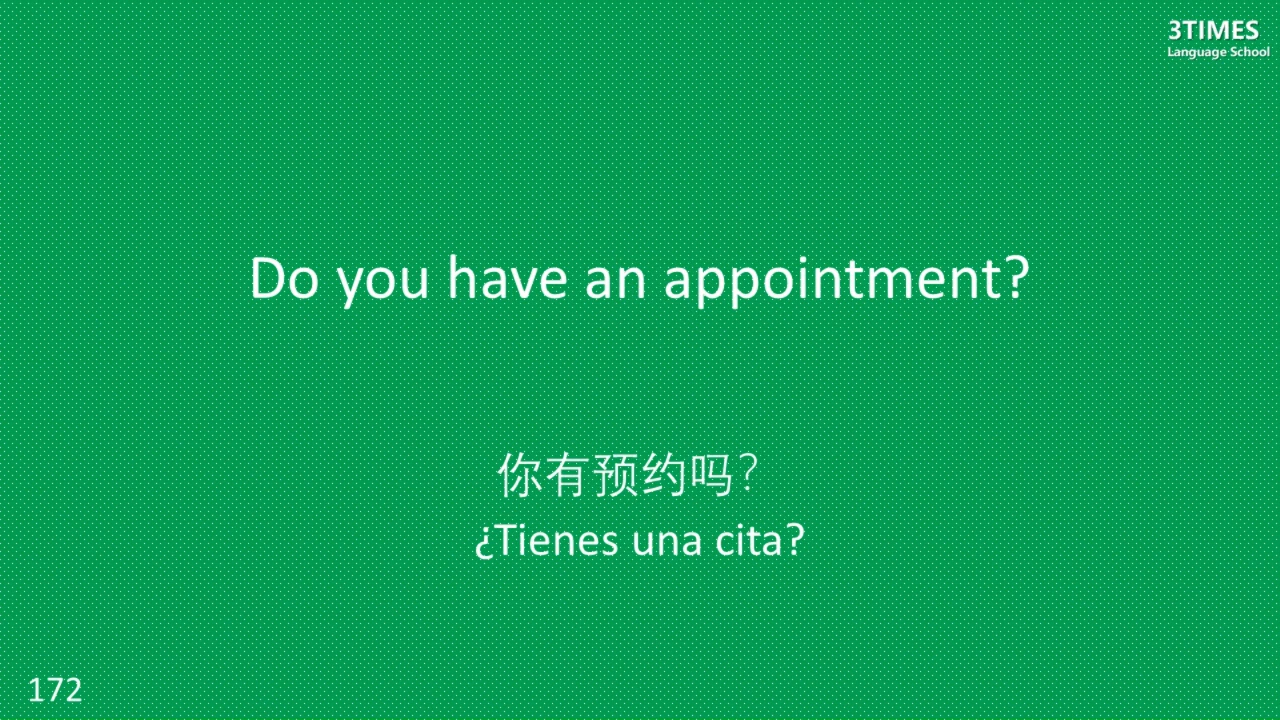 3TIMES
Language School
Do you have an appointment?
你有预约吗？
¿Tienes una cita?
172